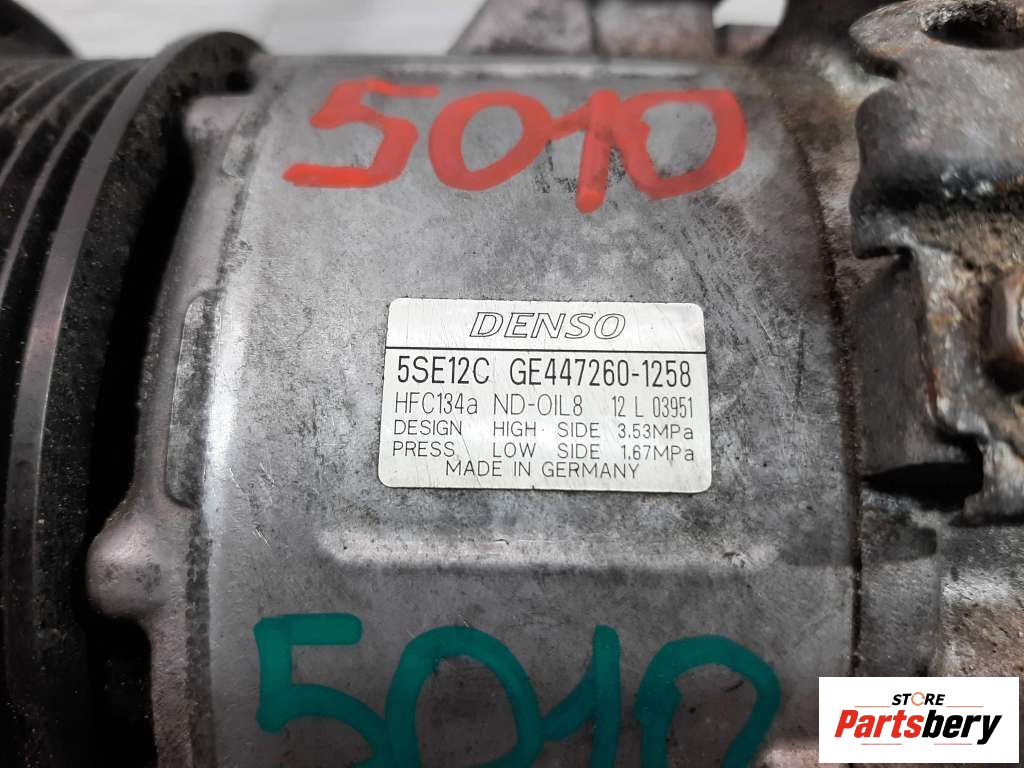 5010
DENSO
5SE12C GE447260-1258
HFC134a ND-OIL8 12 L 03951
DESIGN HIGH SIDE 3.53MPa
PRESS. LOW SIDE 1.67MPa
MADE IN GERMANY
5010
STORE
Partsbery